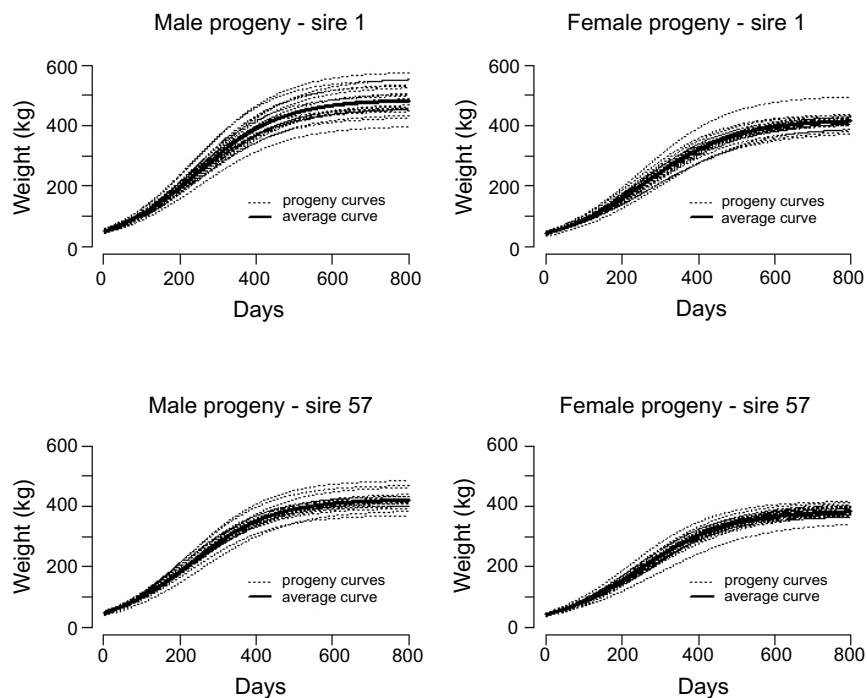 Male progeny - sire 1
600
400
200
0
Weight (kg)
progeny curves
average curve
0 200 400 600 800
Days
Female progeny - sire 1
600
400
200
0
Weight (kg)
progeny curves
average curve
0 200 400 600 800
Days
Male progeny - sire 57
600
400
200
0
Weight (kg)
progeny curves
average curve
0 200 400 600 800
Days
Female progeny - sire 57
600
400
200
0
Weight (kg)
progeny curves
average curve
0 200 400 600 800
Days